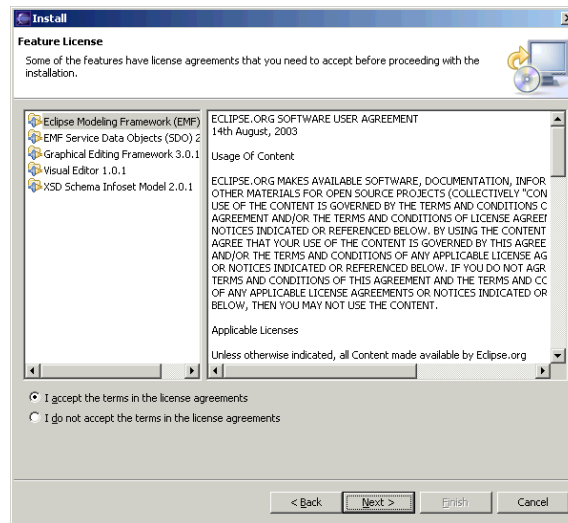 Install
Feature License
Some of the features have license agreements that you need to accept before proceeding with the
installation.
Eclipse Modeling Framework (EMF)
EMF Service Data Objects (SDO) 2
Graphical Editing Framework 3.0.1
Visual Editor 1.0.1
XSD Schema Infoset Model 2.0.1
ECLIPSE.ORG SOFTWARE USER AGREEMENT
14th August, 2003
Usage Of Content
ECLIPSE.ORG MAKES AVAILABLE SOFTWARE, DOCUMENTATION, INFOR
OTHER MATERIALS FOR OPEN SOURCE PROJECTS (COLLECTIVELY "CON
USE OF THE CONTENT IS GOVERNED BY THE TERMS AND CONDITIONS O
AGREEMENT AND/OR THE TERMS AND CONDITIONS OF LICENSE AGREEM
NOTICES INDICATED OR REFERENCED BELOW. BY USING THE CONTENT
AGREE THAT YOUR USE OF THE CONTENT IS GOVERNED BY THIS AGREE
AND/OR THE TERMS AND CONDITIONS OF ANY APPLICABLE LICENSE AG
OR NOTICES INDICATED OR REFERENCED BELOW. IF YOU DO NOT AGR
TERMS AND CONDITIONS OF THIS AGREEMENT AND THE TERMS AND CC
OF ANY APPLICABLE LICENSE AGREEMENTS OR NOTICES INDICATED OR
BELOW, THEN YOU MAY NOT USE THE CONTENT.
Applicable Licenses
Unless otherwise indicated, all Content made available by Eclipse.org
I accept the terms in the license agreements
I do not accept the terms in the license agreements
< Back Next > Finish Cancel